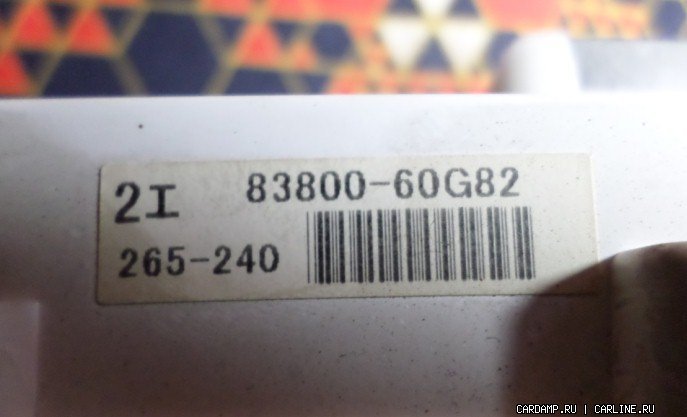 2I 83800-60G82
265-240
CARDAMP.RU | CARLINE.RU